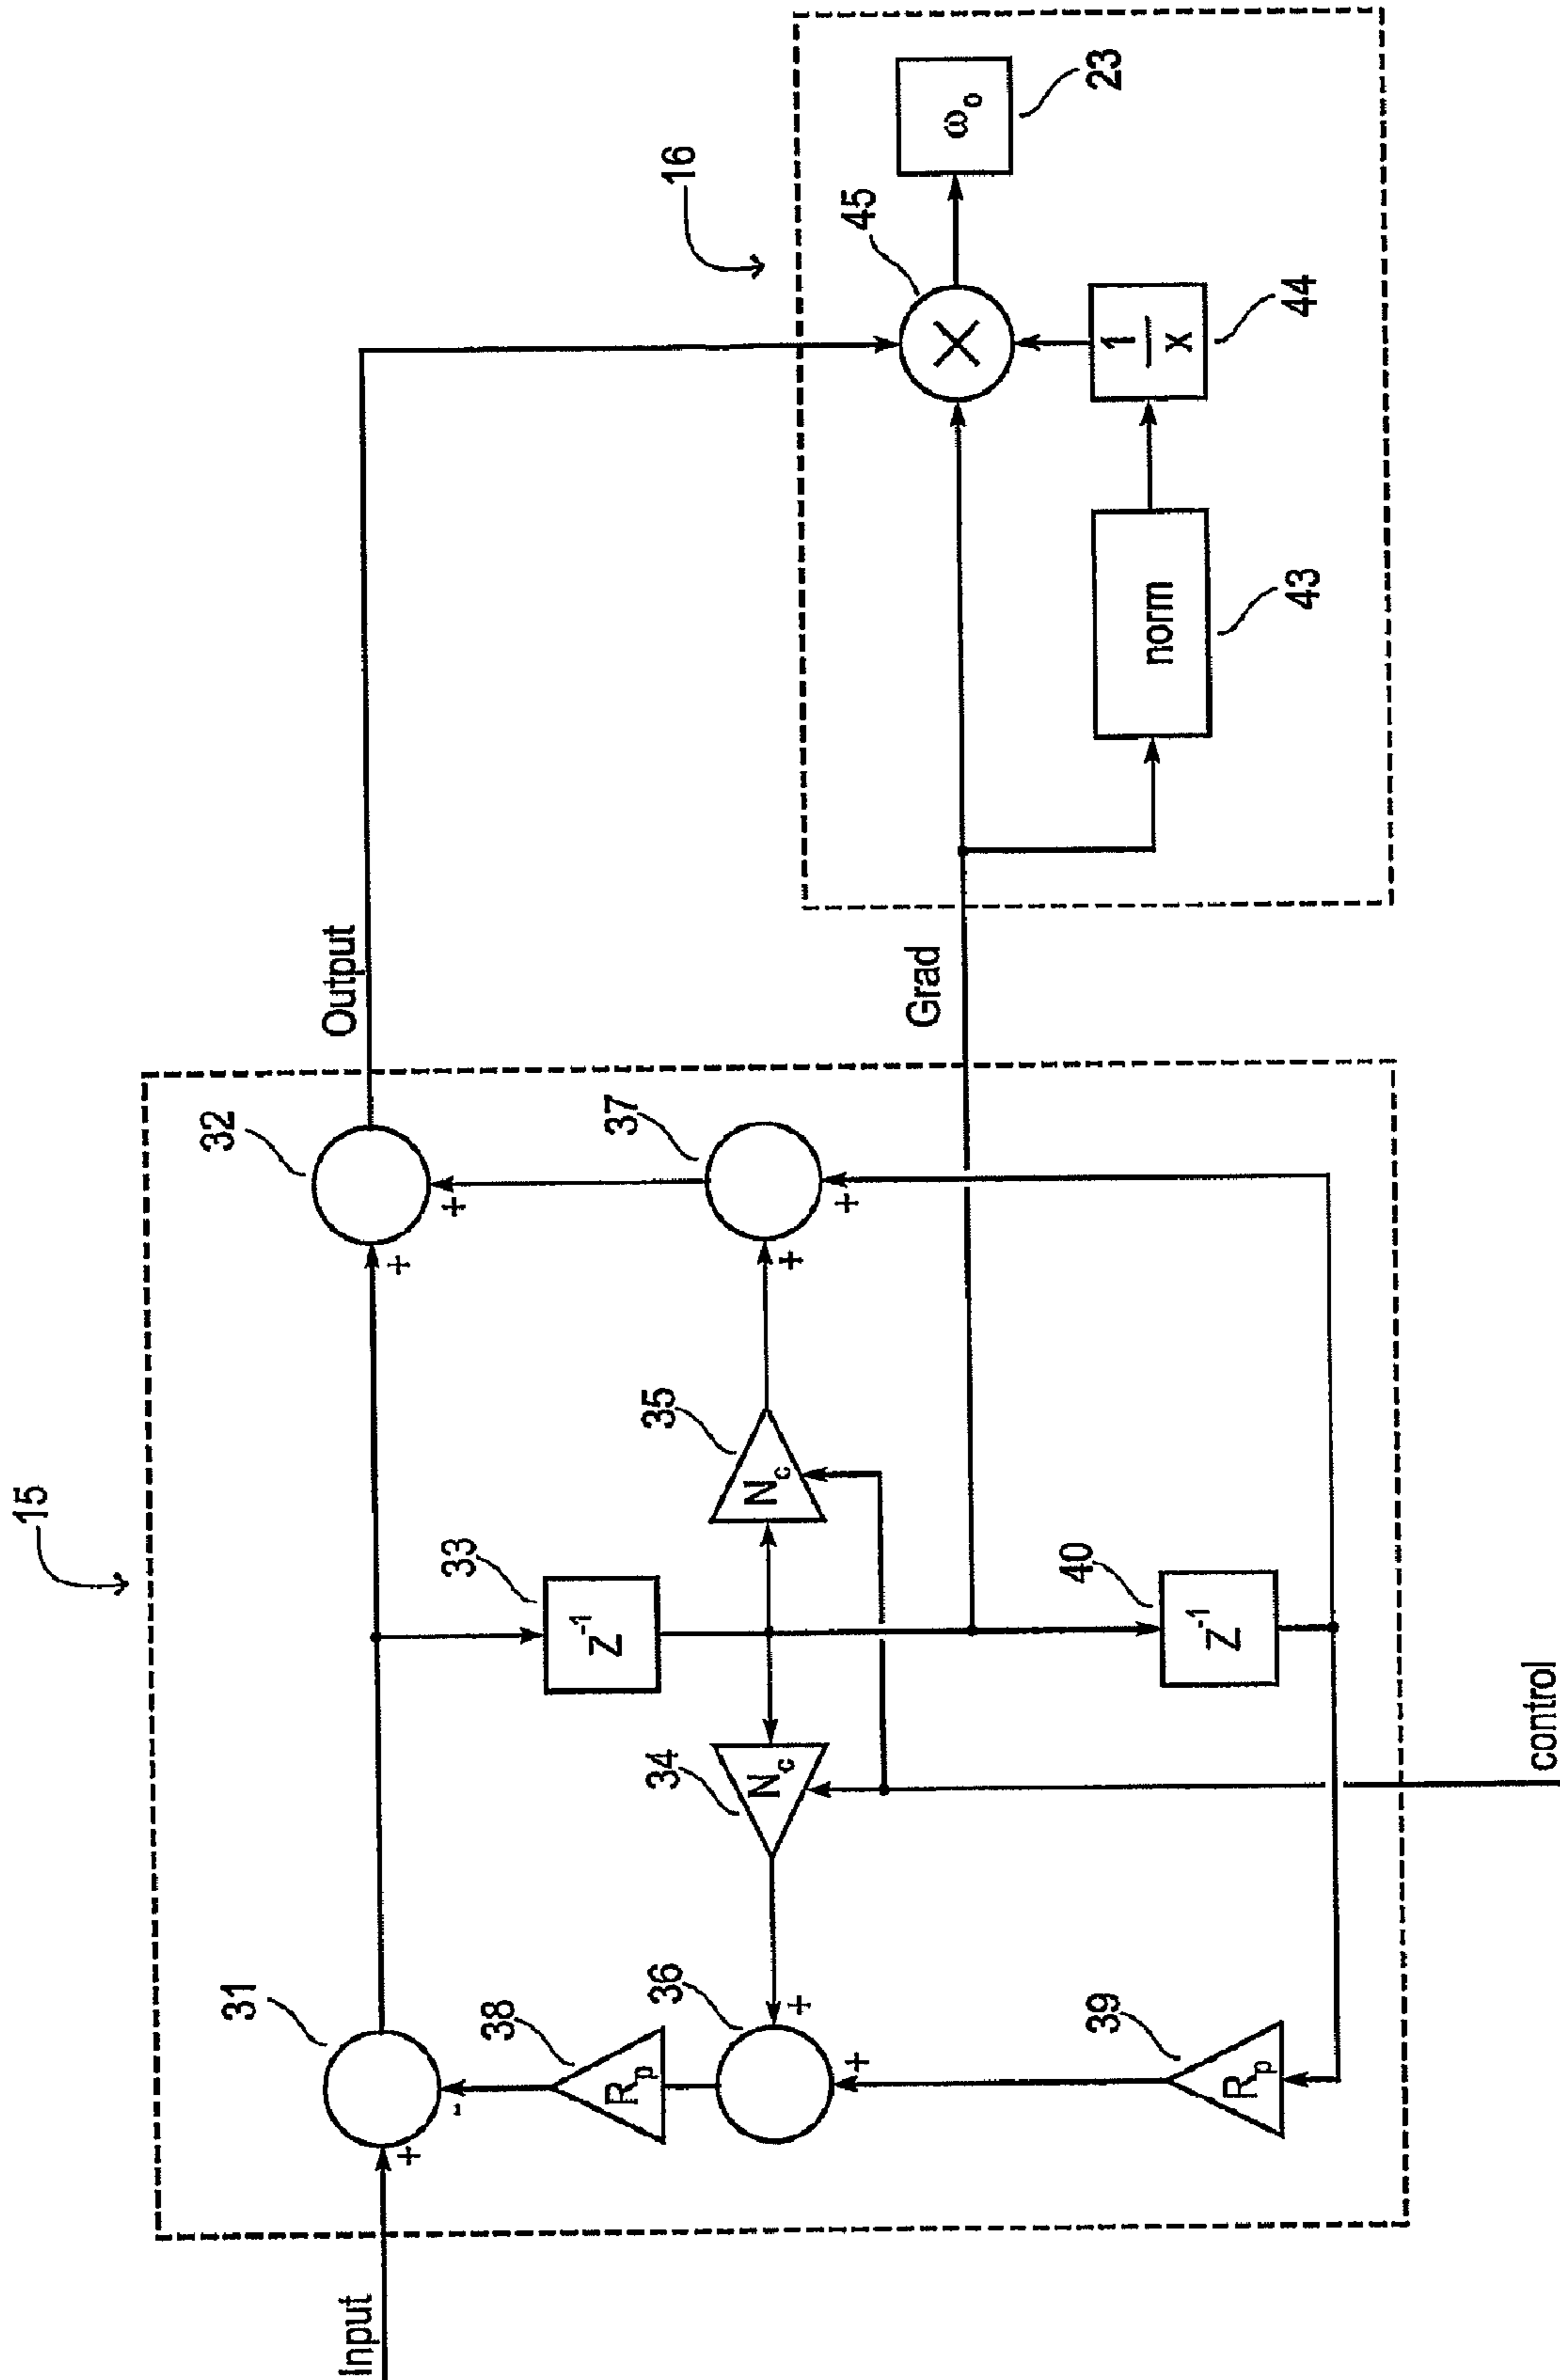 15
16
Input
Output
Grad
control
31
32
33
Z-1
34
Nc
35
Nc
36
+
37
38
Rp
39
Rp
40
Z-1
+
-
+
+
+
+
+
45
×
ωo
23
norm
43
1
x
44